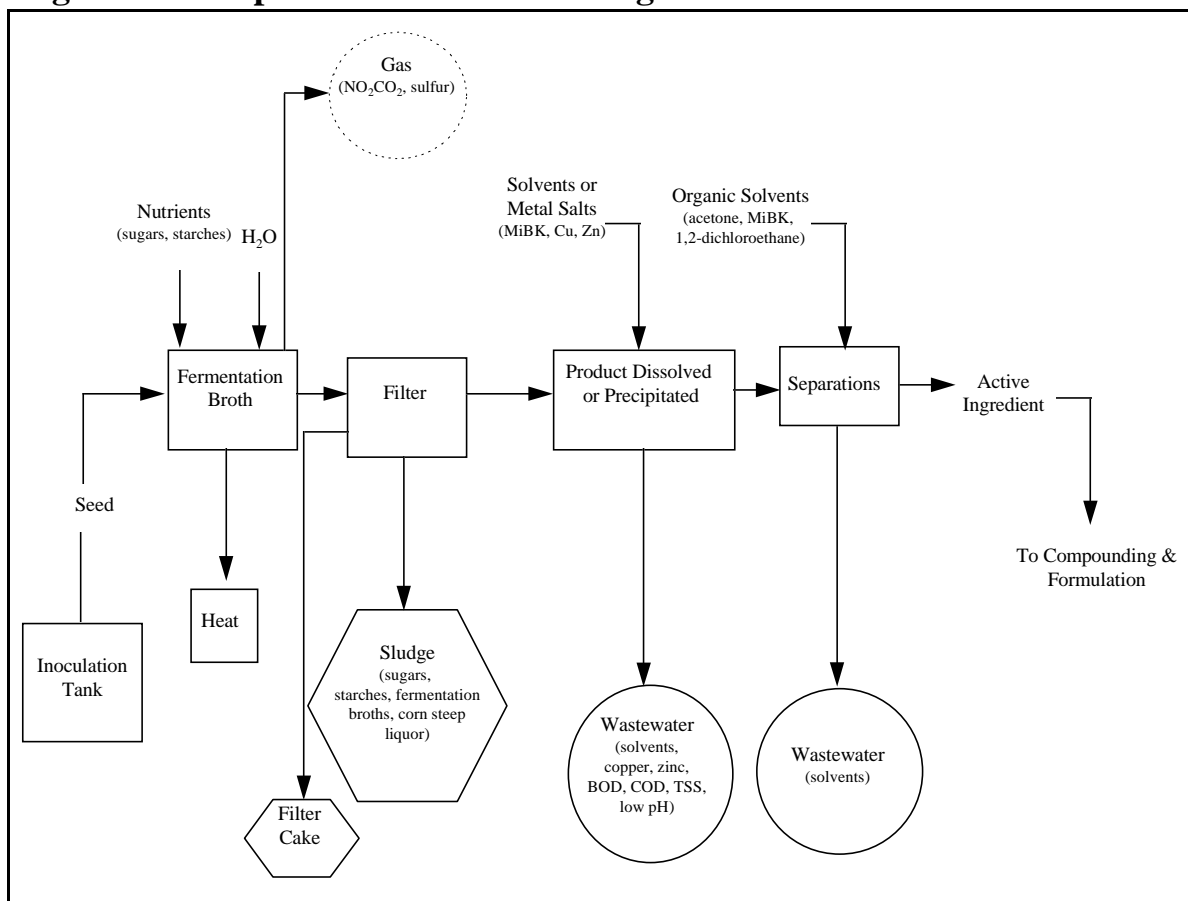 Gas
(NO₂CO₂, sulfur)
Nutrients
(sugars, starches)
H₂O
Solvents or
Metal Salts
(MiBK, Cu, Zn)
Organic Solvents
(acetone, MiBK,
1,2-dichloroethane)
Fermentation
Broth
Filter
Product Dissolved
or Precipitated
Separations
Active
Ingredient
Seed
To Compounding &
Formulation
Heat
Inoculation
Tank
Sludge
(sugars,
starches, fermentation
broths, corn steep
liquor)
Wastewater
(solvents,
copper, zinc,
BOD, COD, TSS,
low pH)
Wastewater
(solvents)
Filter
Cake